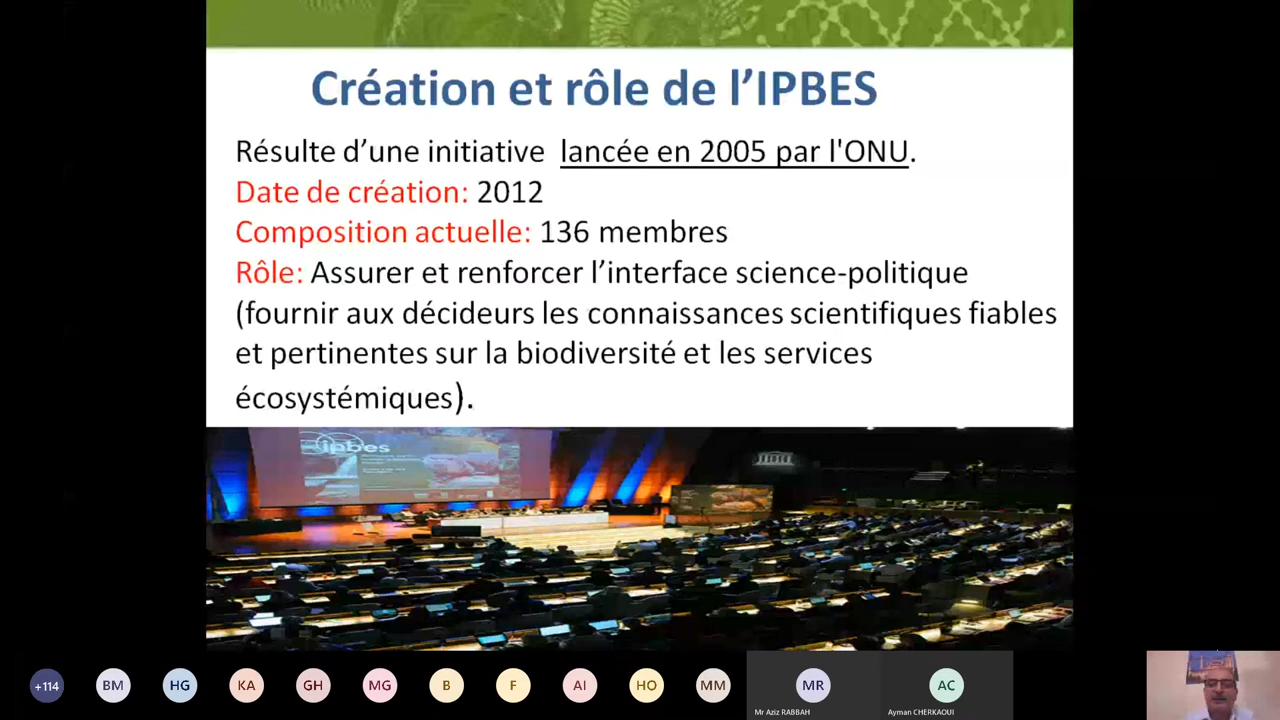 Création et rôle de l’IPBES
Résulte d’une initiative lancée en 2005 par l'ONU.
Date de création: 2012
Composition actuelle: 136 membres
Rôle: Assurer et renforcer l’interface science-politique
(fournir aux décideurs les connaissances scientifiques fiables
et pertinentes sur la biodiversité et les services
écosystémiques).
ipbes
+114
BM
HG
KA
GH
MG
B
F
AI
HO
MM
MR
AC
Mr Aziz RABBAH
Ayman CHERKAOUI